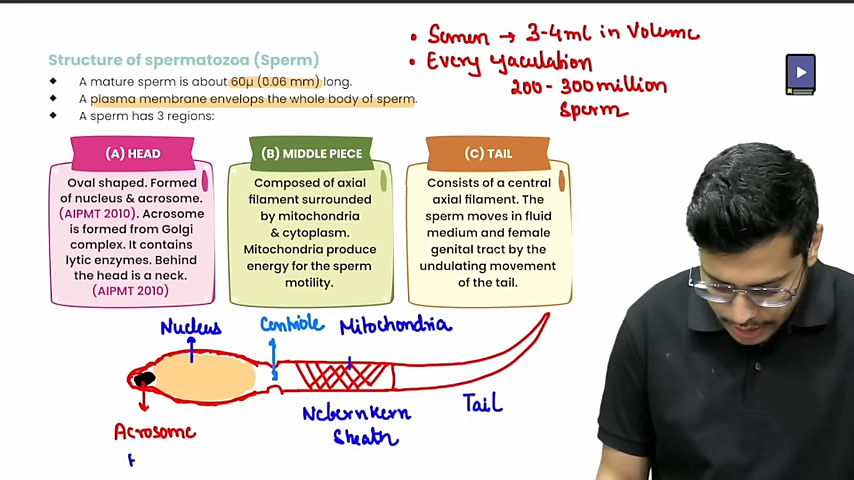 • Semen → 3-4ml in Volume
Structure of spermatozoa (Sperm)
• Every yaculation
200 - 300 million
Sperm
◆ A mature sperm is about 60µ (0.06 mm) long.
◆ A plasma membrane envelops the whole body of sperm.
◆ A sperm has 3 regions:
(A) HEAD
Oval shaped. Formed
of nucleus & acrosome.
(AIPMT 2010). Acrosome
is formed from Golgi
complex. It contains
lytic enzymes. Behind
the head is a neck.
(AIPMT 2010)
(B) MIDDLE PIECE
Composed of axial
filament surrounded
by mitochondria
& cytoplasm.
Mitochondria produce
energy for the sperm
motility.
(C) TAIL
Consists of a central
axial filament. The
sperm moves in fluid
medium and female
genital tract by the
undulating movement
of the tail.
Nucleus
Centriole
Mitochondria
Acrosome
Nebernkern
Sheath
Tail